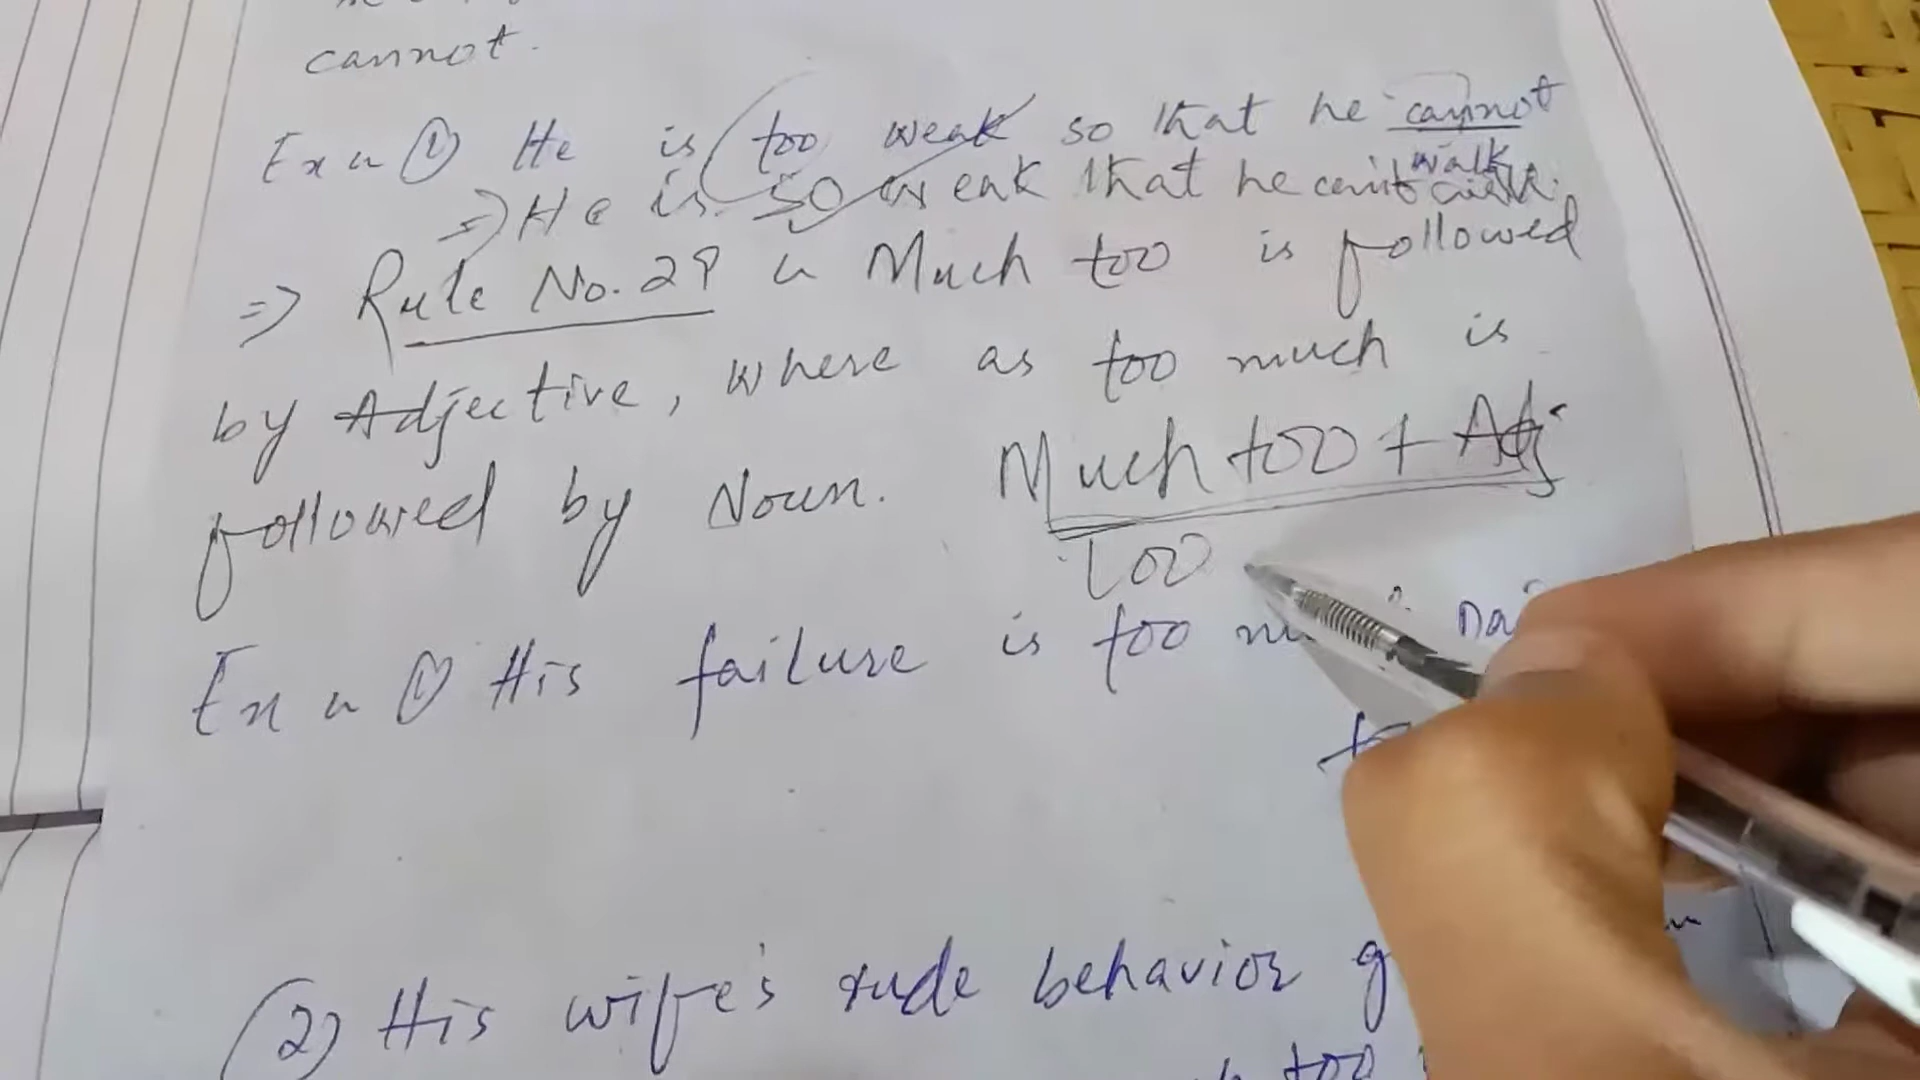 cannot.
Ex ~ ① He is too weak so that he cannot
walk
=> He is so weak that he can't
=> Rule No. 29 ~ Much too is followed
by Adjective, where as too much is
followed by Noun. Much too + Adj
Too
Ex ~ ① His failure is too
(2) His wife's rude behavior
too